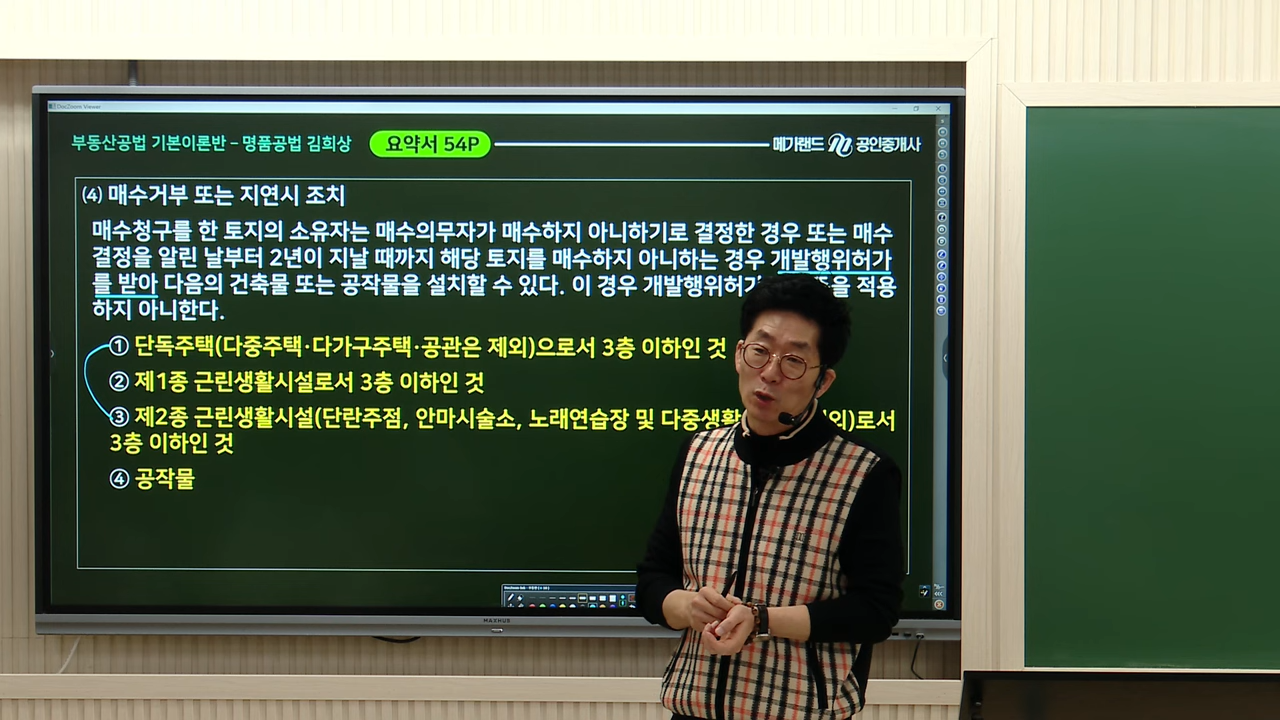 DocZoom Viewer
부동산공법 기본이론반 - 명품공법 김희상
요약서 54P
메가랜드 공인중개사
(4) 매수거부 또는 지연시 조치
매수청구를 한 토지의 소유자는 매수의무자가 매수하지 아니하기로 결정한 경우 또는 매수
결정을 알린 날부터 2년이 지날 때까지 해당 토지를 매수하지 아니하는 경우 개발행위허가
를 받아 다음의 건축물 또는 공작물을 설치할 수 있다. 이 경우 개발행위허가 을 적용
하지 아니한다.
① 단독주택(다중주택·다가구주택·공관은 제외)으로서 3층 이하인 것
② 제1종 근린생활시설로서 3층 이하인 것
③ 제2종 근린생활시설(단란주점, 안마시술소, 노래연습장 및 다중생활 외)로서
3층 이하인 것
④ 공작물
MAXHUB